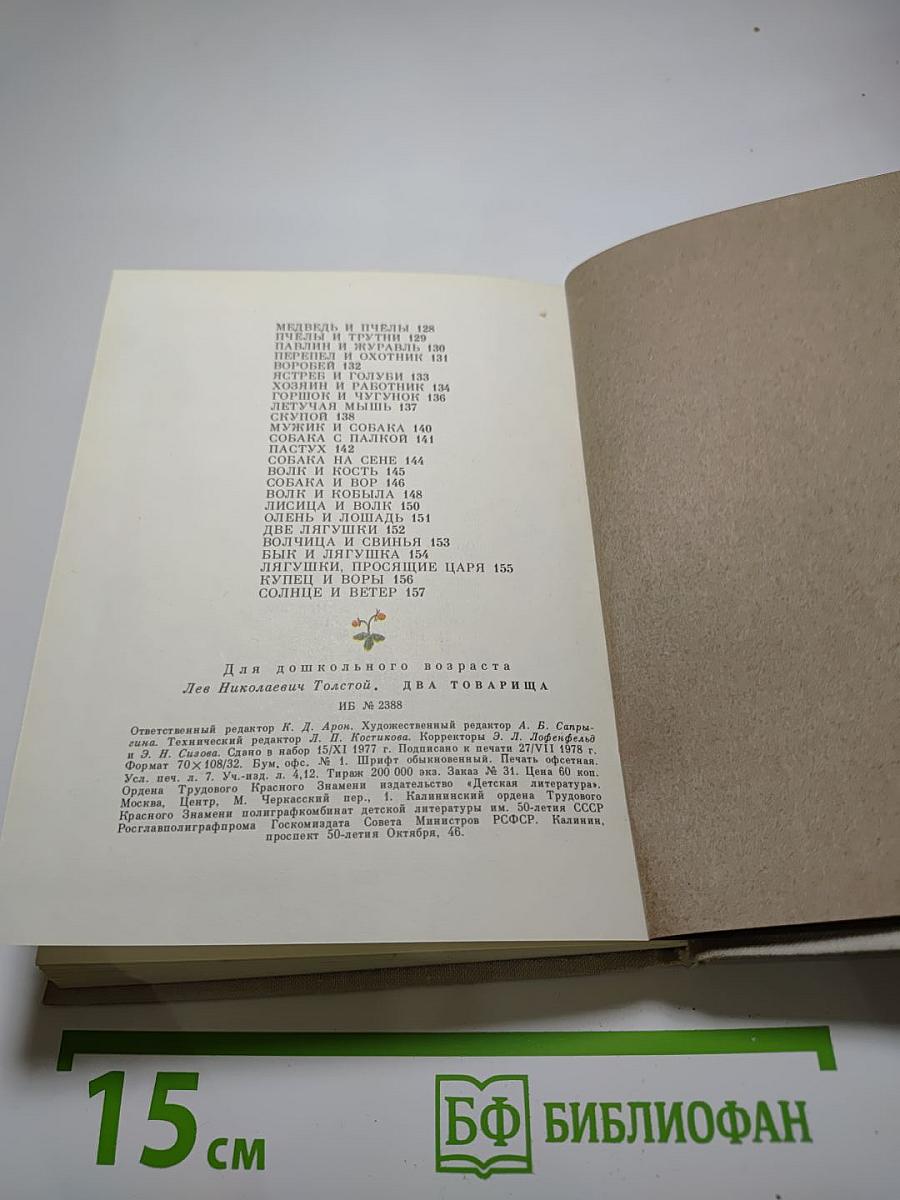 МЕДВЕДЬ И ПЧЁЛЫ 128
ПЧЁЛЫ И ТРУТНИ 129
ПАВЛИН И ЖУРАВЛЬ 130
ПЕРЕПЕЛ И ОХОТНИК 131
ВОРОБЕЙ 132
ЯСТРЕБ И ГОЛУБИ 133
ХОЗЯИН И РАБОТНИК 134
ГОРШОК И ЧУГУНОК 136
ЛЕТУЧАЯ МЫШЬ 137
СКУПОЙ 138
МУЖИК И СОБАКА 140
СОБАКА С ПАЛКОЙ 141
ПАСТУХ 142
СОБАКА НА СЕНЕ 144
ВОЛК И КОСТЬ 145
СОБАКА И ВОР 146
ВОЛК И КОБЫЛА 148
ЛИСИЦА И ВОЛК 150
ОЛЕНЬ И ЛОШАДЬ 151
ДВЕ ЛЯГУШКИ 152
ВОЛЧИЦА И СВИНЬЯ 153
БЫК И ЛЯГУШКА 154
ЛЯГУШКИ, ПРОСЯЩИЕ ЦАРЯ 155
КУПЕЦ И ВОРЫ 156
СОЛНЦЕ И ВЕТЕР 157
Для дошкольного возраста
Лев Николаевич Толстой. ДВА ТОВАРИЩА
ИБ № 2388
Ответственный редактор К. Д. Арон. Художественный редактор А. Б. Сапры-
гина. Технический редактор Л. П. Костикова. Корректоры Э. Л. Лофенфельд
и Э. Н. Сизова. Сдано в набор 15/XI 1977 г. Подписано к печати 27/VII 1978 г.
Формат 70×108/32. Бум. офс. № 1. Шрифт обыкновенный. Печать офсетная.
Усл. печ. л. 7. Уч.-изд. л. 4,12. Тираж 200 000 экз. Заказ № 31. Цена 60 коп.
Ордена Трудового Красного Знамени издательство «Детская литература».
Москва, Центр, М. Черкасский пер., 1. Калининский ордена Трудового
Красного Знамени полиграфкомбинат детской литературы им. 50-летия СССР
Росглавполиграфпрома Госкомиздата Совета Министров РСФСР. Калинин,
проспект 50-летия Октября, 46.
15 см
БФ БИБЛИОФАН